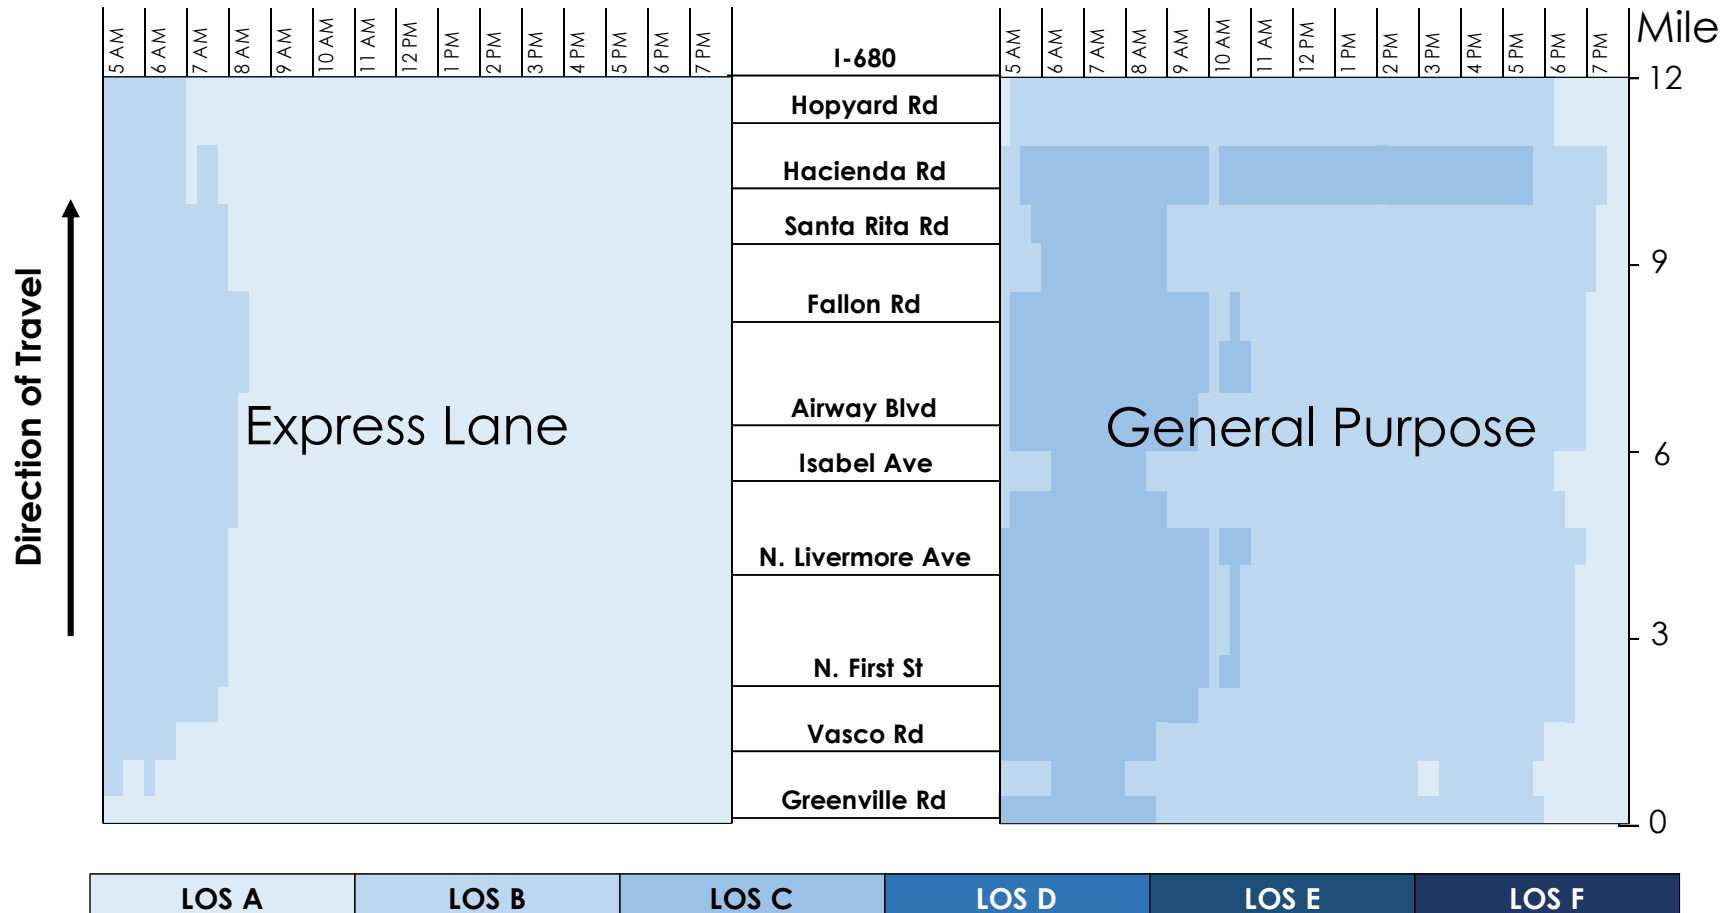 5 AM 6 AM 7 AM 8 AM 9 AM 10 AM 11 AM 12 PM 1 PM 2 PM 3 PM 4 PM 5 PM 6 PM 7 PM
5 AM 6 AM 7 AM 8 AM 9 AM 10 AM 11 AM 12 PM 1 PM 2 PM 3 PM 4 PM 5 PM 6 PM 7 PM
Mile
I-680
12
Hopyard Rd
Hacienda Rd
Santa Rita Rd
9
Fallon Rd
Direction of Travel
Express Lane
Airway Blvd
General Purpose
Isabel Ave
6
N. Livermore Ave
3
N. First St
Vasco Rd
Greenville Rd
0
LOS A LOS B LOS C LOS D LOS E LOS F